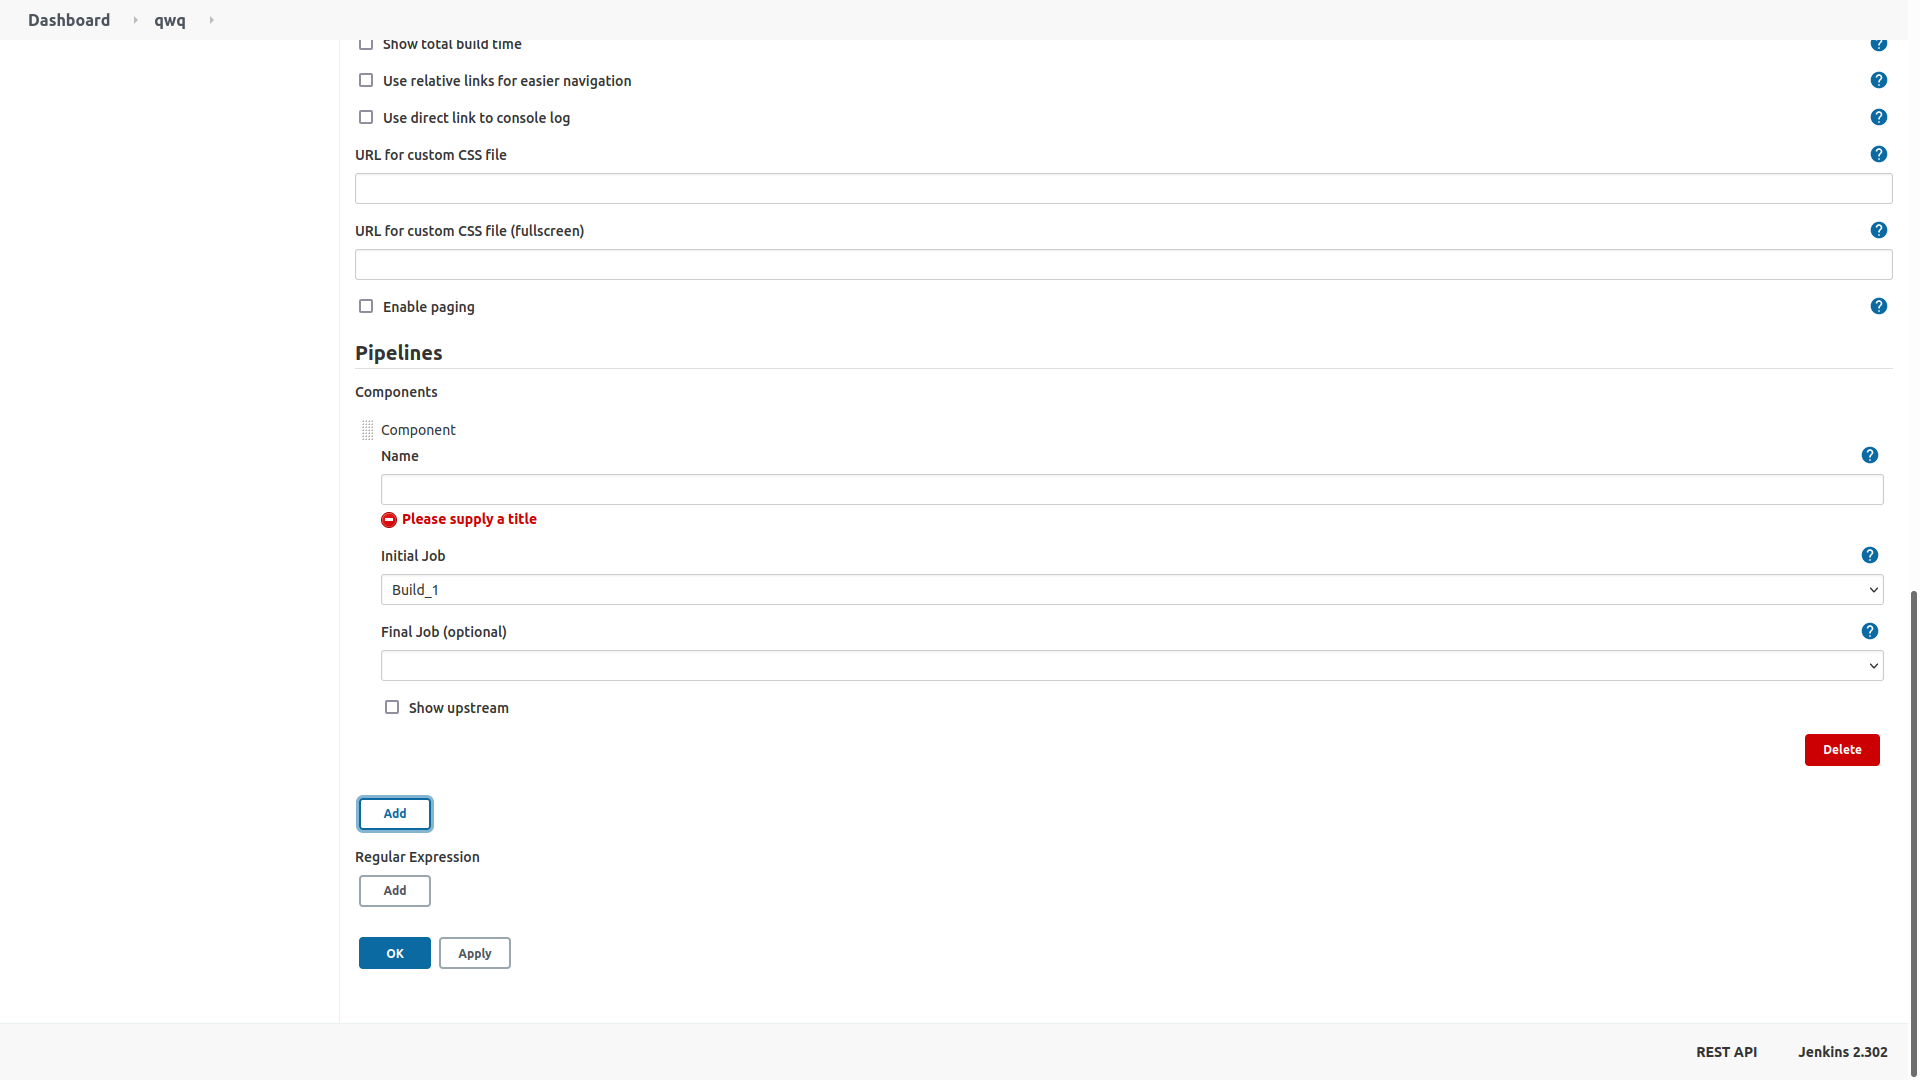 Dashboard qwq
Show total build time
Use relative links for easier navigation
Use direct link to console log
URL for custom CSS file
URL for custom CSS file (fullscreen)
Enable paging
Pipelines
Components
Component
Name
Please supply a title
Initial Job
Build_1
Final Job (optional)
Show upstream
Delete
Add
Regular Expression
Add
OK Apply
REST API Jenkins 2.302